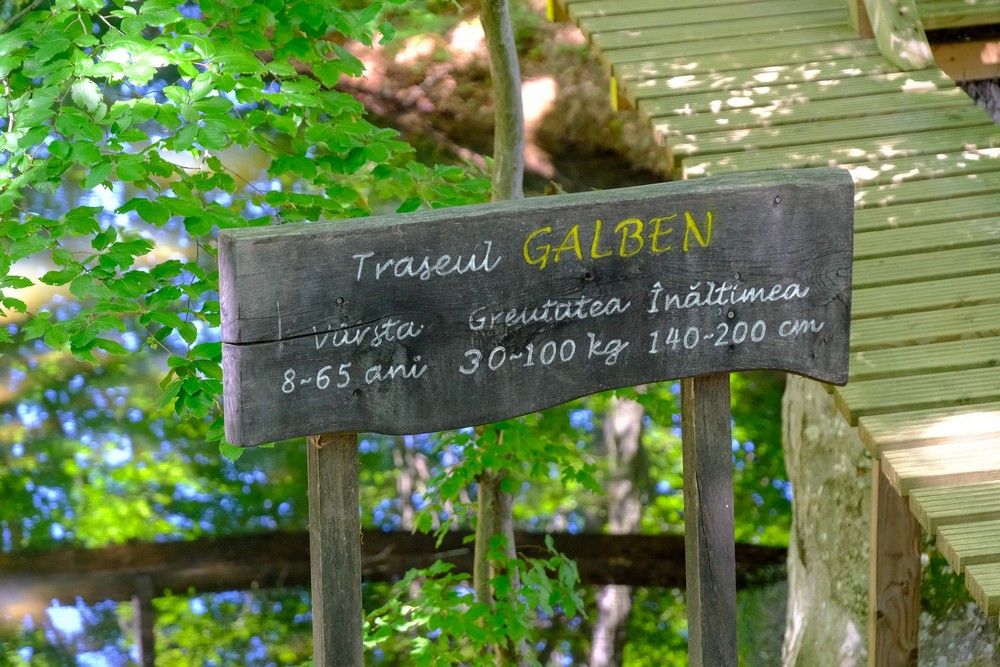 Traseul GALBEN
Vârsta Greutatea Înălțimea
8-65 ani 30-100 kg 140-200 cm